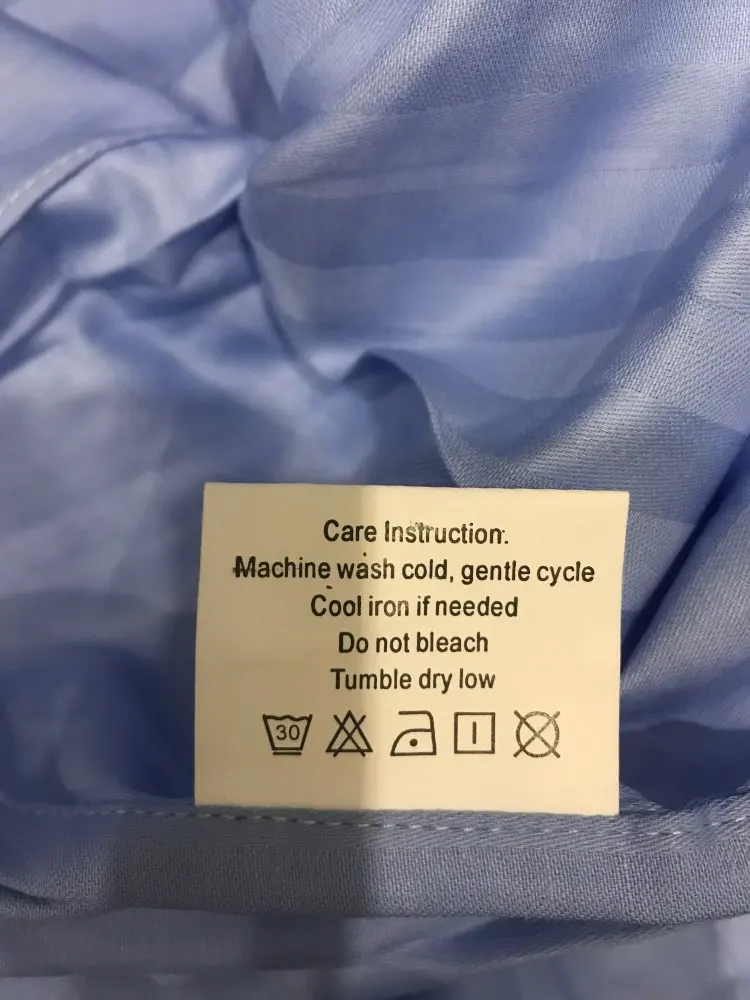 Care Instruction:
Machine wash cold, gentle cycle
Cool iron if needed
Do not bleach
Tumble dry low
30